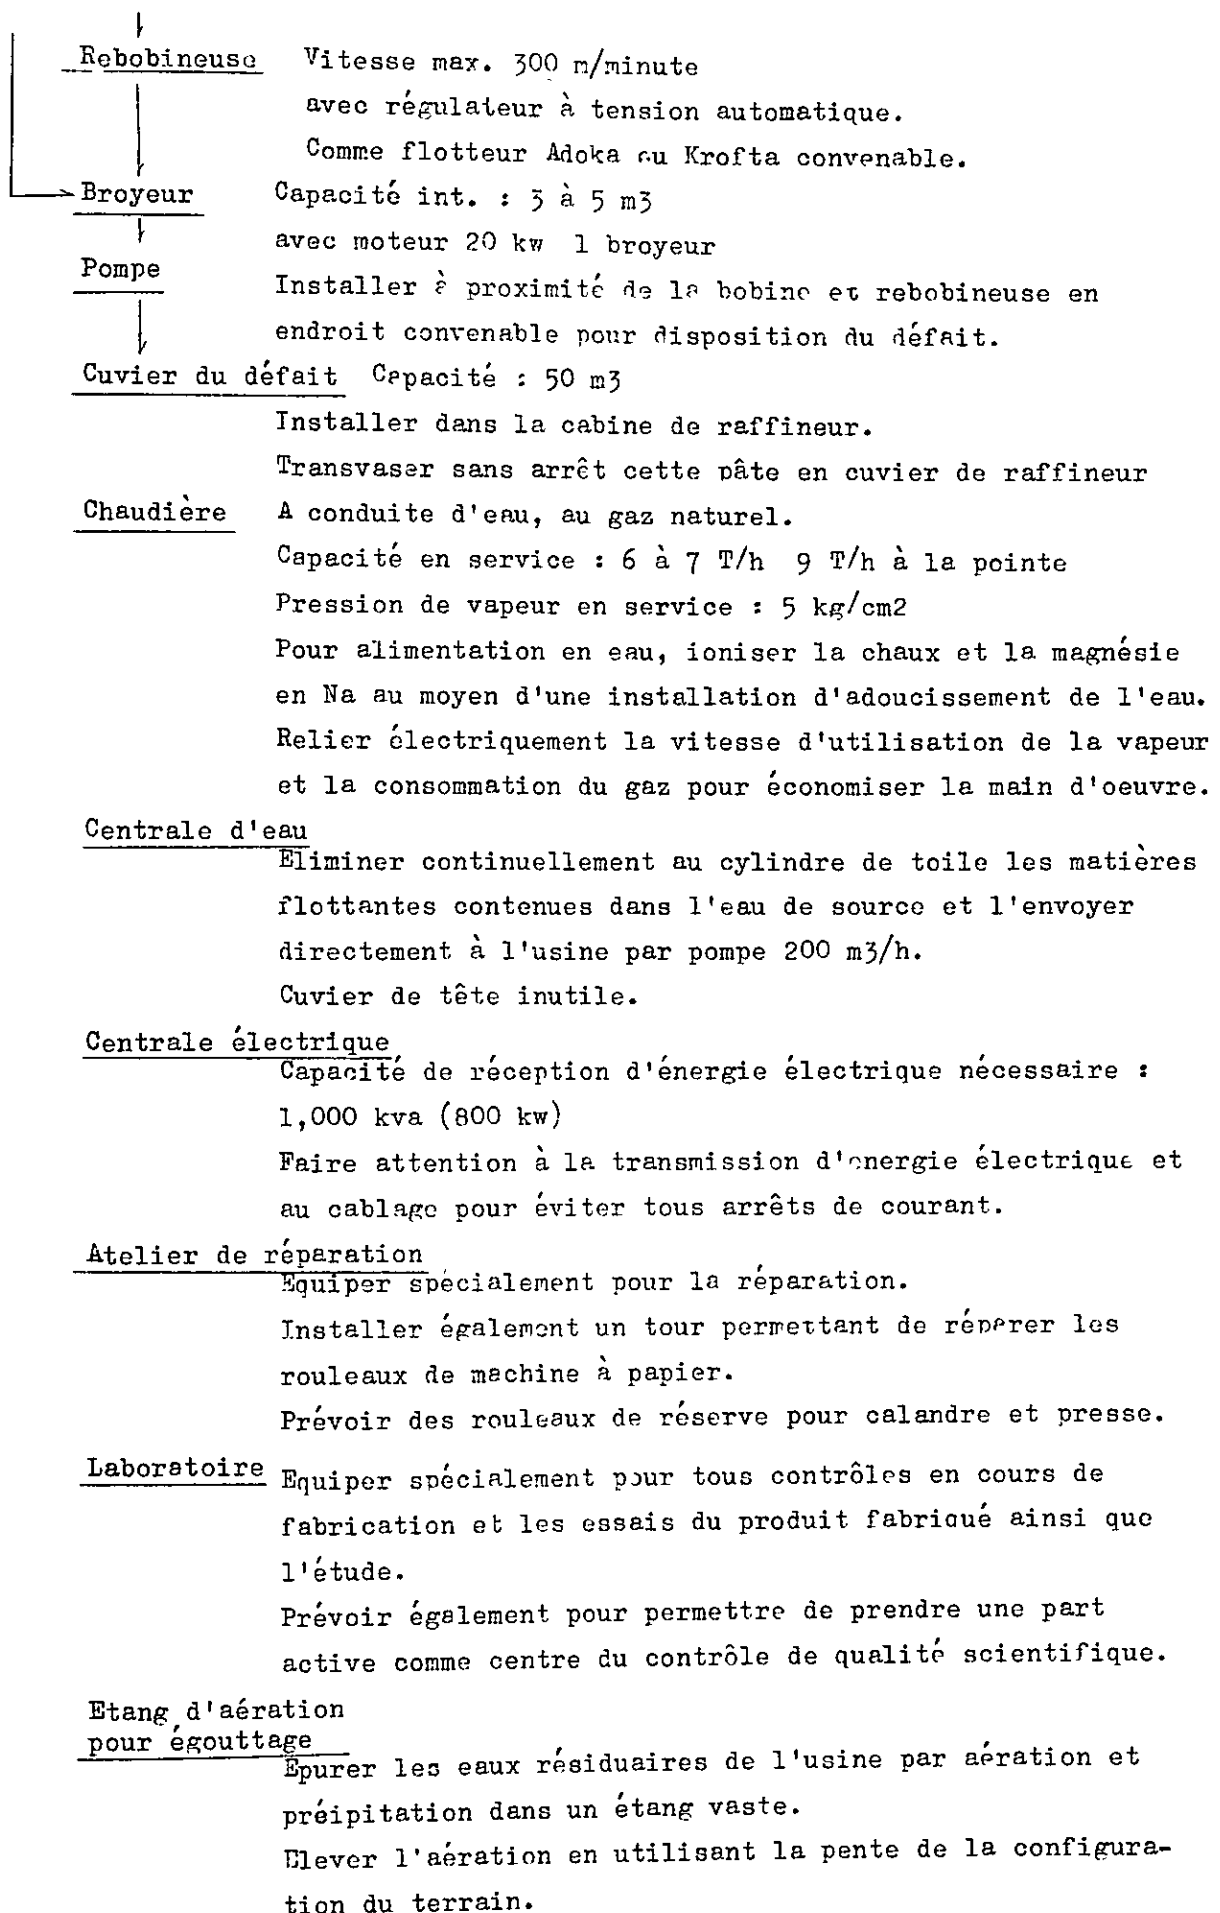 Rebobineuse Vitesse max. 300 m/minute
avec régulateur à tension automatique.
Comme flotteur Adoka ou Krofta convenable.
Broyeur Capacité int. : 3 à 5 m3
avec moteur 20 kw 1 broyeur
Pompe
Installer à proximité de la bobine et rebobineuse en
endroit convenable pour disposition du défait.
Cuvier du défait Capacité : 50 m3
Installer dans la cabine de raffineur.
Transvaser sans arrêt cette pâte en cuvier de raffineur
Chaudière A conduite d'eau, au gaz naturel.
Capacité en service : 6 à 7 T/h 9 T/h à la pointe
Pression de vapeur en service : 5 kg/cm2
Pour alimentation en eau, ioniser la chaux et la magnésie
en Na au moyen d'une installation d'adoucissement de l'eau.
Relier électriquement la vitesse d'utilisation de la vapeur
et la consommation du gaz pour économiser la main d'oeuvre.
Centrale d'eau
Eliminer continuellement au cylindre de toile les matières
flottantes contenues dans l'eau de source et l'envoyer
directement à l'usine par pompe 200 m3/h.
Cuvier de tête inutile.
Centrale électrique
Capacité de réception d'énergie électrique nécessaire :
1,000 kva (800 kw)
Faire attention à la transmission d'énergie électrique et
au cablage pour éviter tous arrêts de courant.
Atelier de réparation
Equiper spécialement pour la réparation.
Installer également un tour permettant de réparer les
rouleaux de machine à papier.
Prévoir des rouleaux de réserve pour calandre et presse.
Laboratoire Equiper spécialement pour tous contrôles en cours de
fabrication et les essais du produit fabriqué ainsi que
l'étude.
Prévoir également pour permettre de prendre une part
active comme centre du contrôle de qualité scientifique.
Etang d'aération
pour égouttage
Epurer les eaux résiduaires de l'usine par aération et
préipitation dans un étang vaste.
Elever l'aération en utilisant la pente de la configura-
tion du terrain.